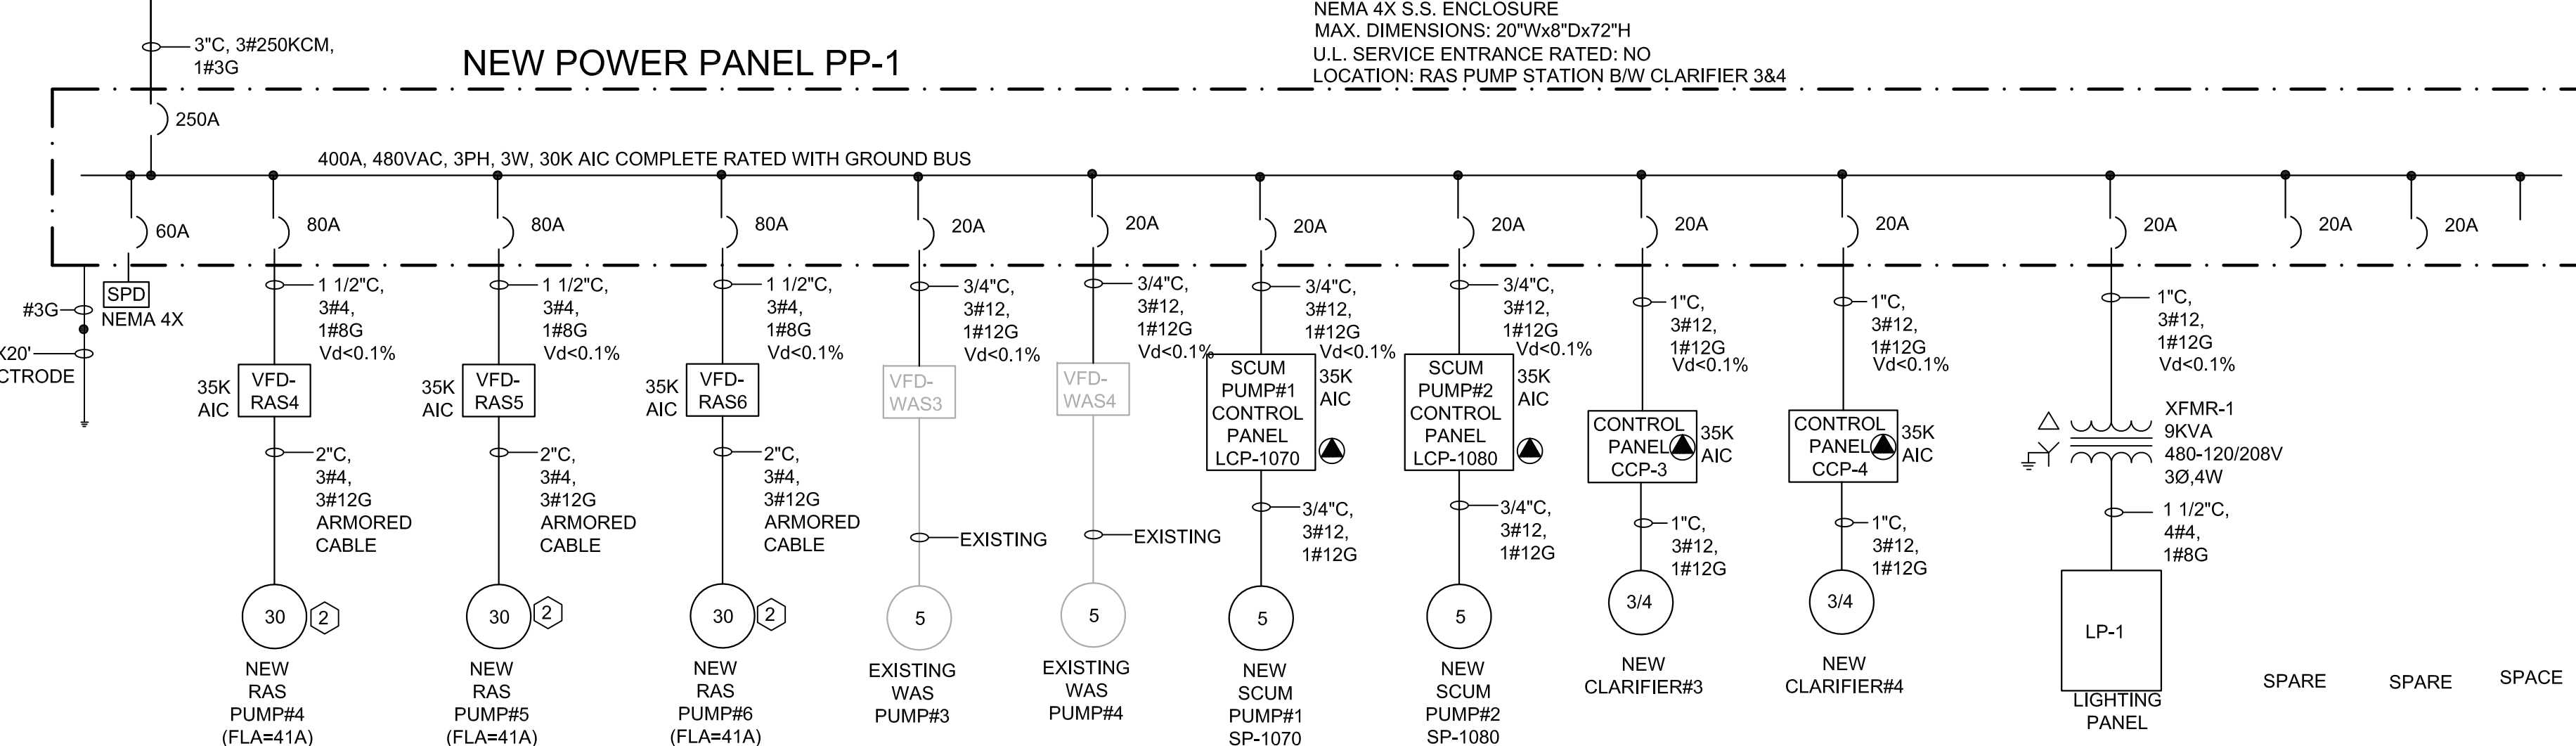 NEMA 4X S.S. ENCLOSURE
MAX. DIMENSIONS: 20"Wx8"Dx72"H
U.L. SERVICE ENTRANCE RATED: NO
LOCATION: RAS PUMP STATION B/W CLARIFIER 3&4
3"C, 3#250KCM,
1#3G
NEW POWER PANEL PP-1
250A
400A, 480VAC, 3PH, 3W, 30K AIC COMPLETE RATED WITH GROUND BUS
60A
80A
80A
80A
20A
20A
20A
20A
20A
20A
20A
20A
20A
#3G
X20'
CTRODE
SPD
NEMA 4X
1 1/2"C,
3#4,
1#8G
Vd<0.1%
35K
AIC
VFD-
RAS4
2"C,
3#4,
3#12G
ARMORED
CABLE
30
2
NEW
RAS
PUMP#4
(FLA=41A)
1 1/2"C,
3#4,
1#8G
Vd<0.1%
35K
AIC
VFD-
RAS5
2"C,
3#4,
3#12G
ARMORED
CABLE
30
2
NEW
RAS
PUMP#5
(FLA=41A)
1 1/2"C,
3#4,
1#8G
Vd<0.1%
35K
AIC
VFD-
RAS6
2"C,
3#4,
3#12G
ARMORED
CABLE
30
2
NEW
RAS
PUMP#6
(FLA=41A)
3/4"C,
3#12,
1#12G
Vd<0.1%
VFD-
WAS3
EXISTING
5
EXISTING
WAS
PUMP#3
3/4"C,
3#12,
1#12G
Vd<0.1%
VFD-
WAS4
EXISTING
5
EXISTING
WAS
PUMP#4
3/4"C,
3#12,
1#12G
Vd<0.1%
SCUM
PUMP#1
CONTROL
PANEL
LCP-1070
35K
AIC
3/4"C,
3#12,
1#12G
5
NEW
SCUM
PUMP#1
SP-1070
3/4"C,
3#12,
1#12G
Vd<0.1%
SCUM
PUMP#2
CONTROL
PANEL
LCP-1080
35K
AIC
3/4"C,
3#12,
1#12G
5
NEW
SCUM
PUMP#2
SP-1080
1"C,
3#12,
1#12G
Vd<0.1%
CONTROL
PANEL
CCP-3
35K
AIC
1"C,
3#12,
1#12G
3/4
NEW
CLARIFIER#3
1"C,
3#12,
1#12G
Vd<0.1%
CONTROL
PANEL
CCP-4
35K
AIC
1"C,
3#12,
1#12G
3/4
NEW
CLARIFIER#4
1"C,
3#12,
1#12G
Vd<0.1%
XFMR-1
9KVA
480-120/208V
3Ø,4W
1 1/2"C,
4#4,
1#8G
LP-1
LIGHTING
PANEL
SPARE
SPARE
SPACE